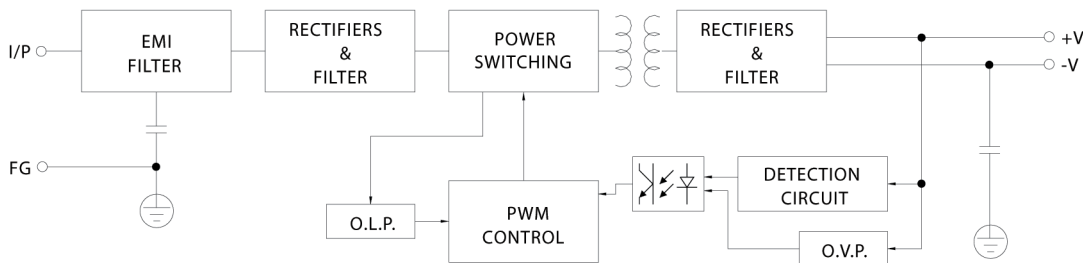 I/P
EMI
FILTER
RECTIFIERS
&
FILTER
POWER
SWITCHING
RECTIFIERS
&
FILTER
+V
-V
FG
O.L.P.
PWM
CONTROL
DETECTION
CIRCUIT
O.V.P.